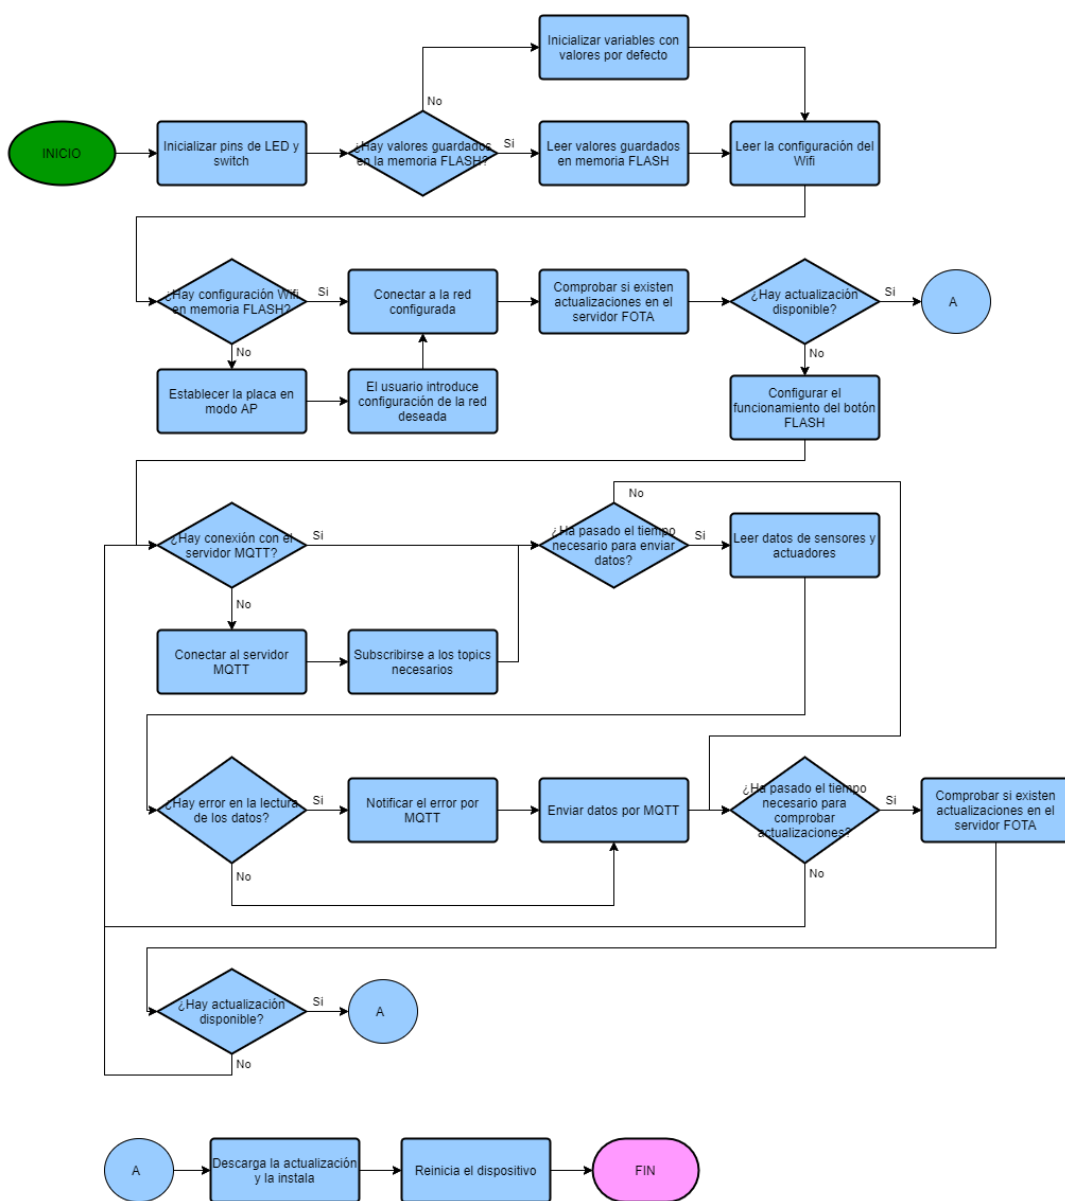 Inicializar variables con
valores por defecto
No
INICIO
Inicializar pins de LED y
switch
¿Hay valores guardados
en la memoria FLASH?
Si
Leer valores guardados
en memoria FLASH
Leer la configuración del
Wifi
¿Hay configuración Wifi
en memoria FLASH?
Si
Conectar a la red
configurada
Comprobar si existen
actualizaciones en el
servidor FOTA
¿Hay actualización
disponible?
Si
A
No
No
Establecer la placa en
modo AP
El usuario introduce
configuración de la red
deseada
Configurar el
funcionamiento del botón
FLASH
No
¿Hay conexión con el
servidor MQTT?
Si
¿Ha pasado el tiempo
necesario para enviar
datos?
Si
Leer datos de sensores y
actuadores
No
Conectar al servidor
MQTT
Subscribirse a los topics
necesarios
¿Hay error en la lectura
de los datos?
Si
Notificar el error por
MQTT
Enviar datos por MQTT
¿Ha pasado el tiempo
necesario para
comprobar
actualizaciones?
Si
Comprobar si existen
actualizaciones en el
servidor FOTA
No
No
¿Hay actualización
disponible?
Si
A
No
A
Descarga la actualización
y la instala
Reinicia el dispositivo
FIN